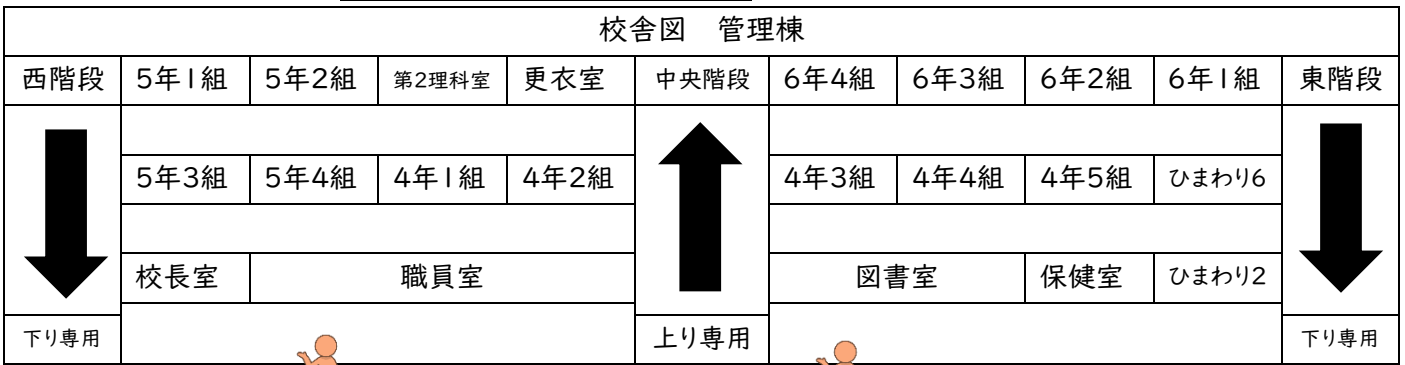 校舎図　管理棟
西階段 5年1組 5年2組 第2理科室 更衣室 中央階段 6年4組 6年3組 6年2組 6年1組 東階段
5年3組 5年4組 4年1組 4年2組 4年3組 4年4組 4年5組 ひまわり6
校長室 職員室 図書室 保健室 ひまわり2
下り専用 上り専用 下り専用